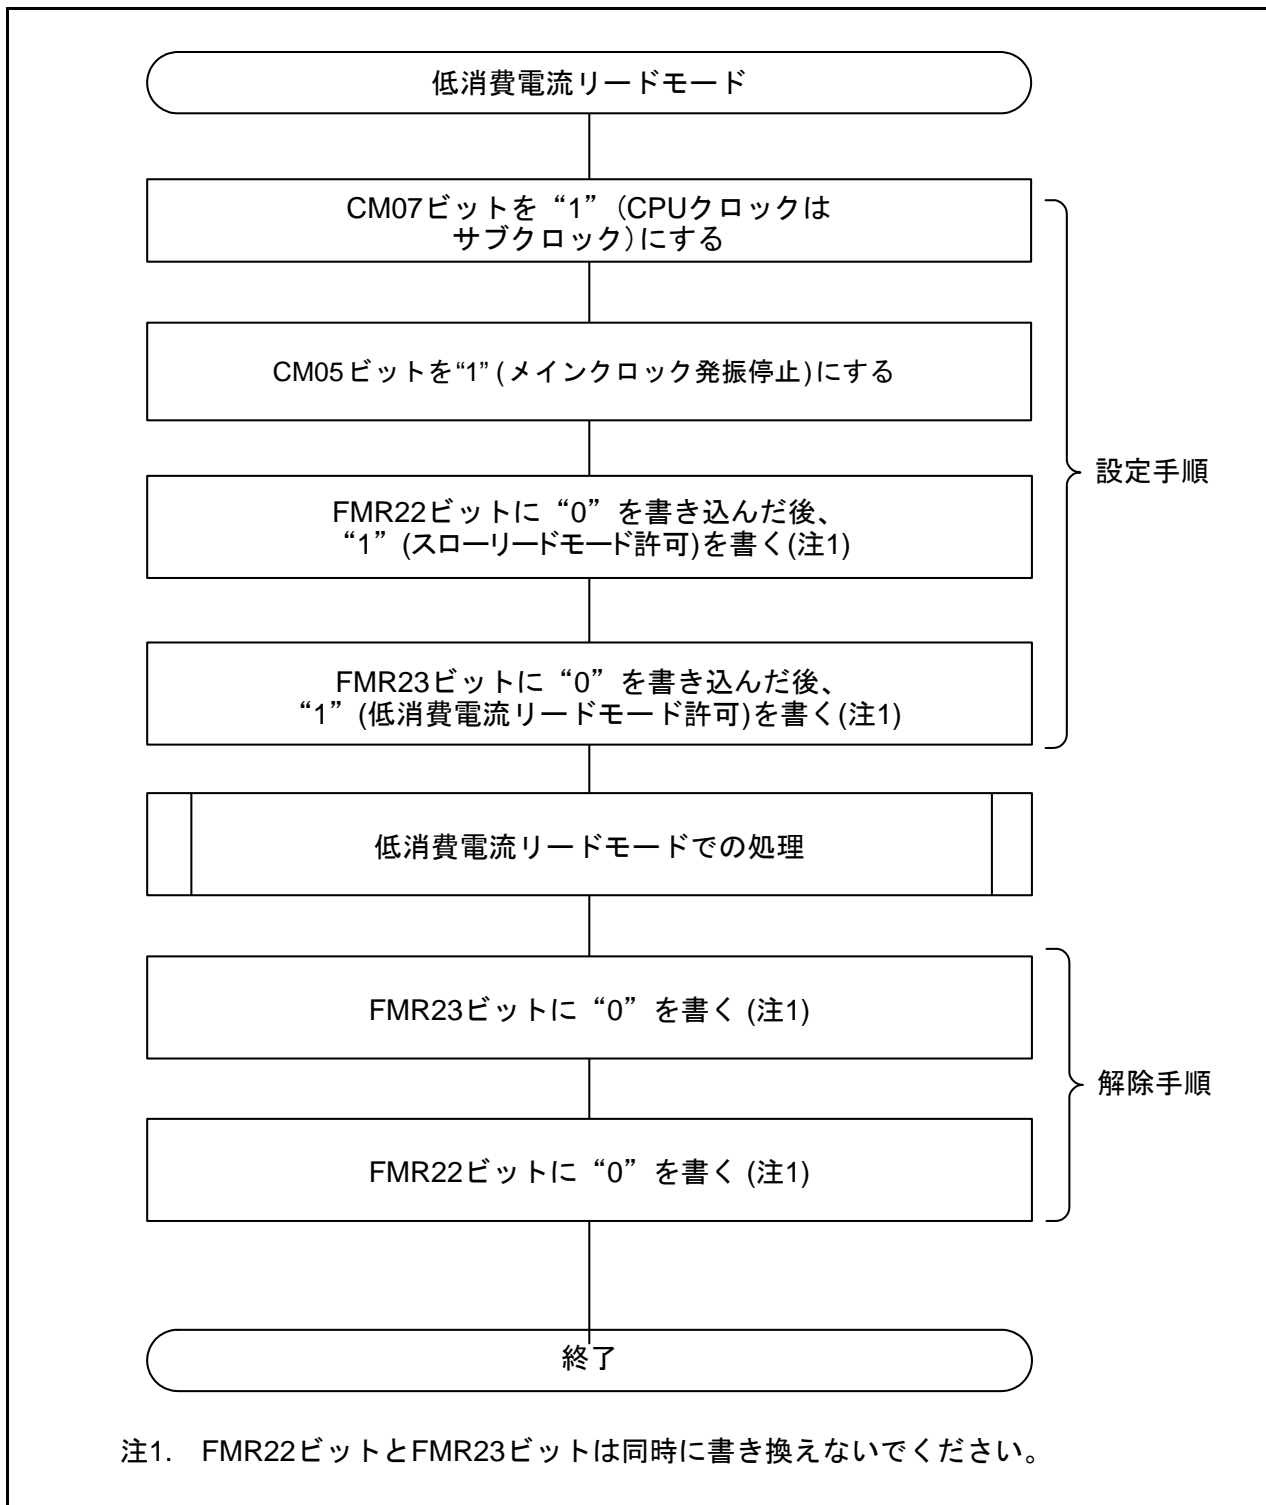 低消費電流リードモード
CM07ビットを“1”(CPUクロックは
サブクロック)にする
CM05ビットを“1”(メインクロック発振停止)にする
FMR22ビットに“0”を書き込んだ後、
“1”(スローリードモード許可)を書く(注1)
FMR23ビットに“0”を書き込んだ後、
“1”(低消費電流リードモード許可)を書く(注1)
設定手順
低消費電流リードモードでの処理
FMR23ビットに“0”を書く(注1)
FMR22ビットに“0”を書く(注1)
解除手順
終了
注1. FMR22ビットとFMR23ビットは同時に書き換えないでください。